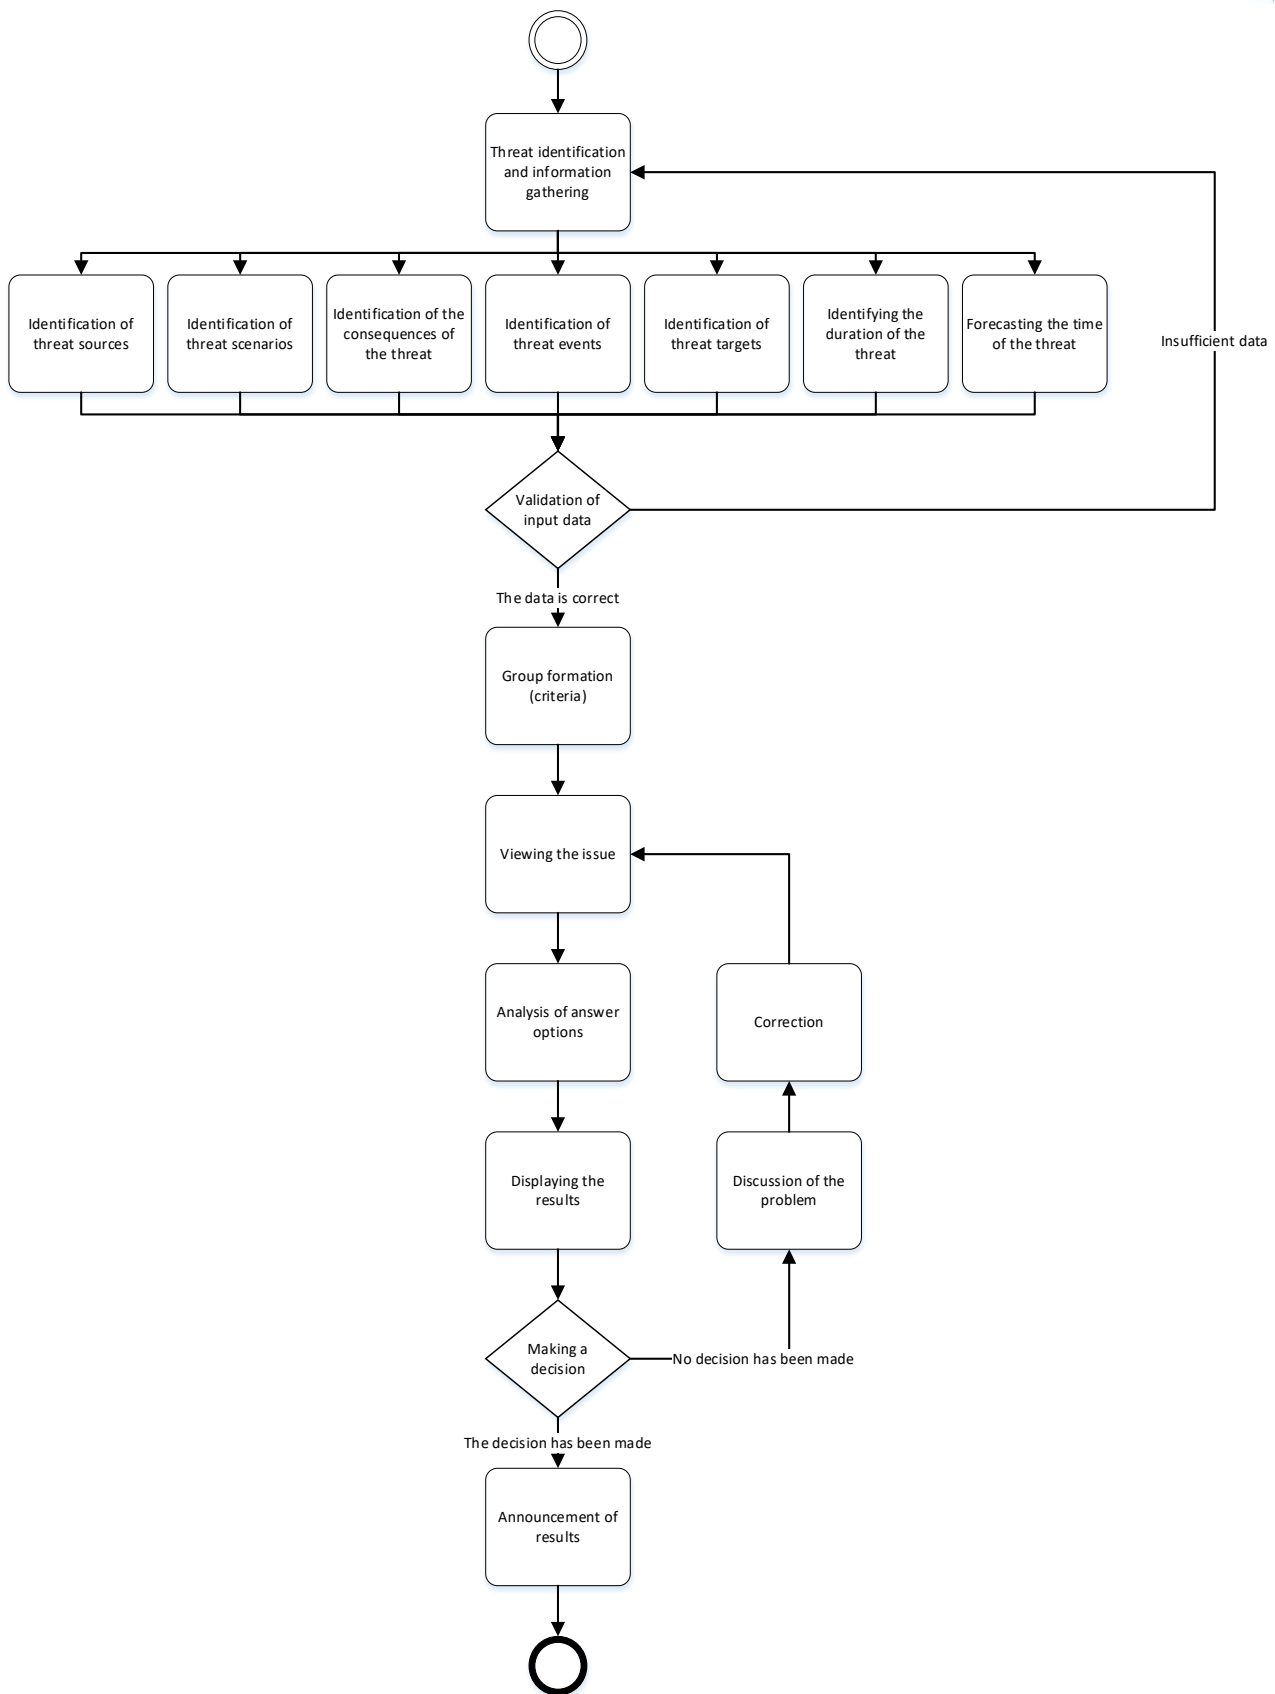 Threat identification
and information
gathering
Identification of
threat sources
Identification of
threat scenarios
Identification of the
consequences of
the threat
Identification of
threat events
Identification of
threat targets
Identifying the
duration of the
threat
Forecasting the time
of the threat
Insufficient data
Validation of
input data
The data is correct
Group formation
(criteria)
Viewing the issue
Analysis of answer
options
Correction
Displaying the
results
Discussion of the
problem
Making a
decision
No decision has been made
The decision has been made
Announcement of
results